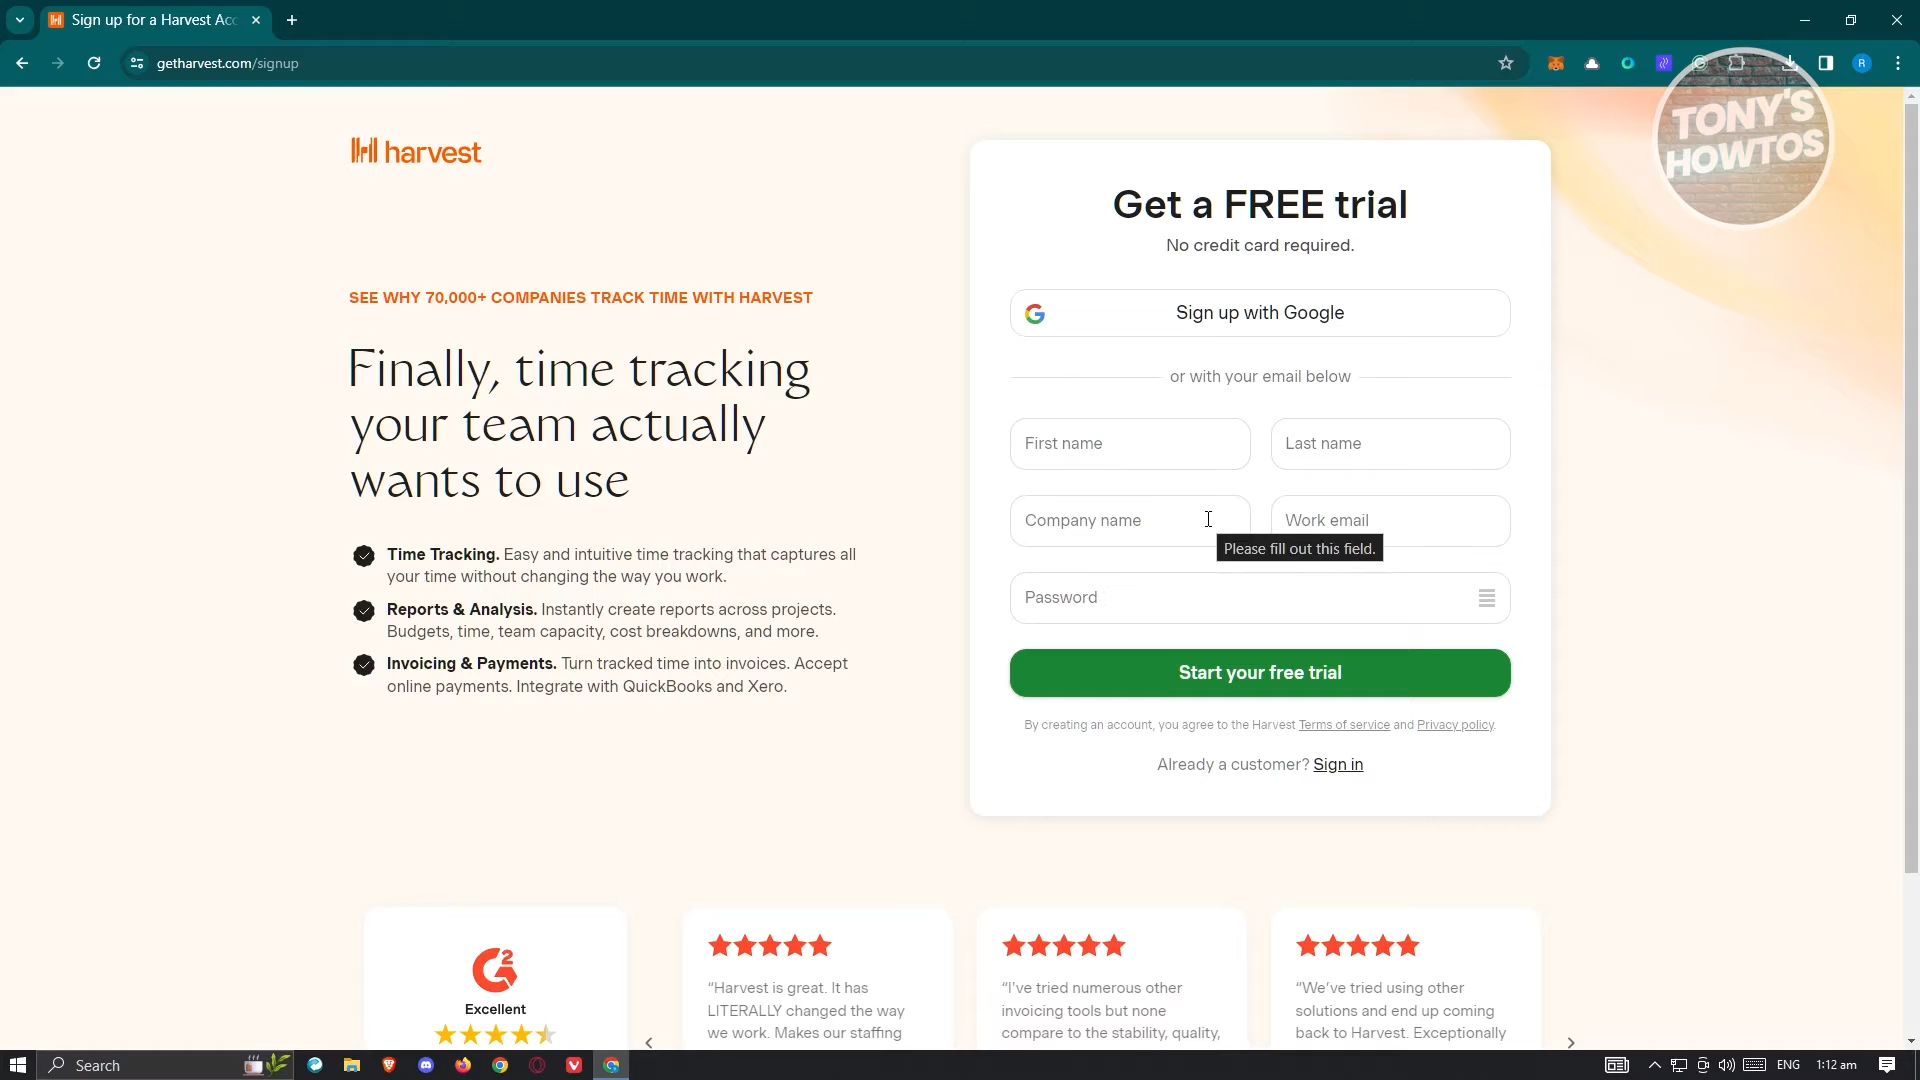 Sign up for a Harvest Acc
getharvest.com/signup
R
TONY'S
HOWTOS
harvest
SEE WHY 70,000+ COMPANIES TRACK TIME WITH HARVEST
Finally, time tracking
your team actually
wants to use
Time Tracking. Easy and intuitive time tracking that captures all
your time without changing the way you work.
Reports & Analysis. Instantly create reports across projects.
Budgets, time, team capacity, cost breakdowns, and more.
Invoicing & Payments. Turn tracked time into invoices. Accept
online payments. Integrate with QuickBooks and Xero.
Get a FREE trial
No credit card required.
Sign up with Google
or with your email below
First name
Last name
Company name
Work email
Please fill out this field.
Password
Start your free trial
By creating an account, you agree to the Harvest Terms of service and Privacy policy.
Already a customer? Sign in
G2
Excellent
“Harvest is great. It has
LITERALLY changed the way
we work. Makes our staffing
“I've tried numerous other
invoicing tools but none
compare to the stability, quality,
“We've tried using other
solutions and end up coming
back to Harvest. Exceptionally
Search
ENG
1:12 am